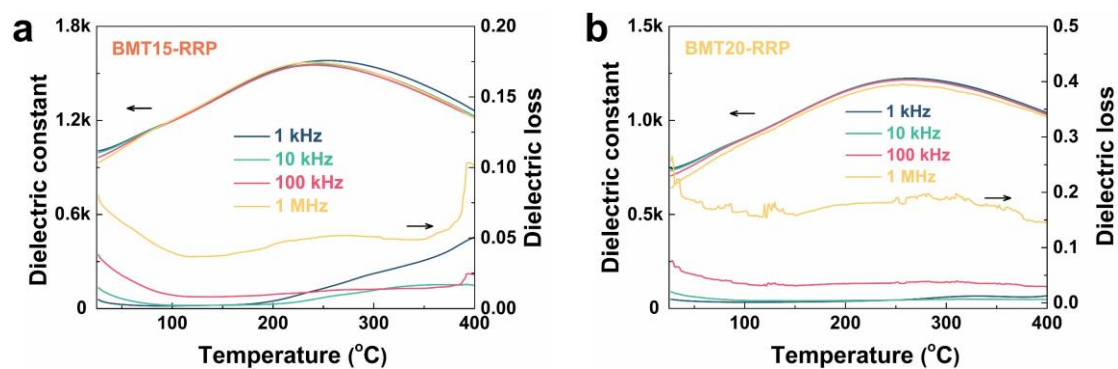 a
BMT15-RRP
1.8k
1.2k
0.6k
0
Dielectric constant
0.20
0.15
0.10
0.05
0.00
Dielectric loss
1 kHz
10 kHz
100 kHz
1 MHz
100
200
300
400
Temperature (°C)
b
BMT20-RRP
1.5k
1.0k
0.5k
0
Dielectric constant
0.5
0.4
0.3
0.2
0.1
0.0
Dielectric loss
1 kHz
10 kHz
100 kHz
1 MHz
100
200
300
400
Temperature (°C)